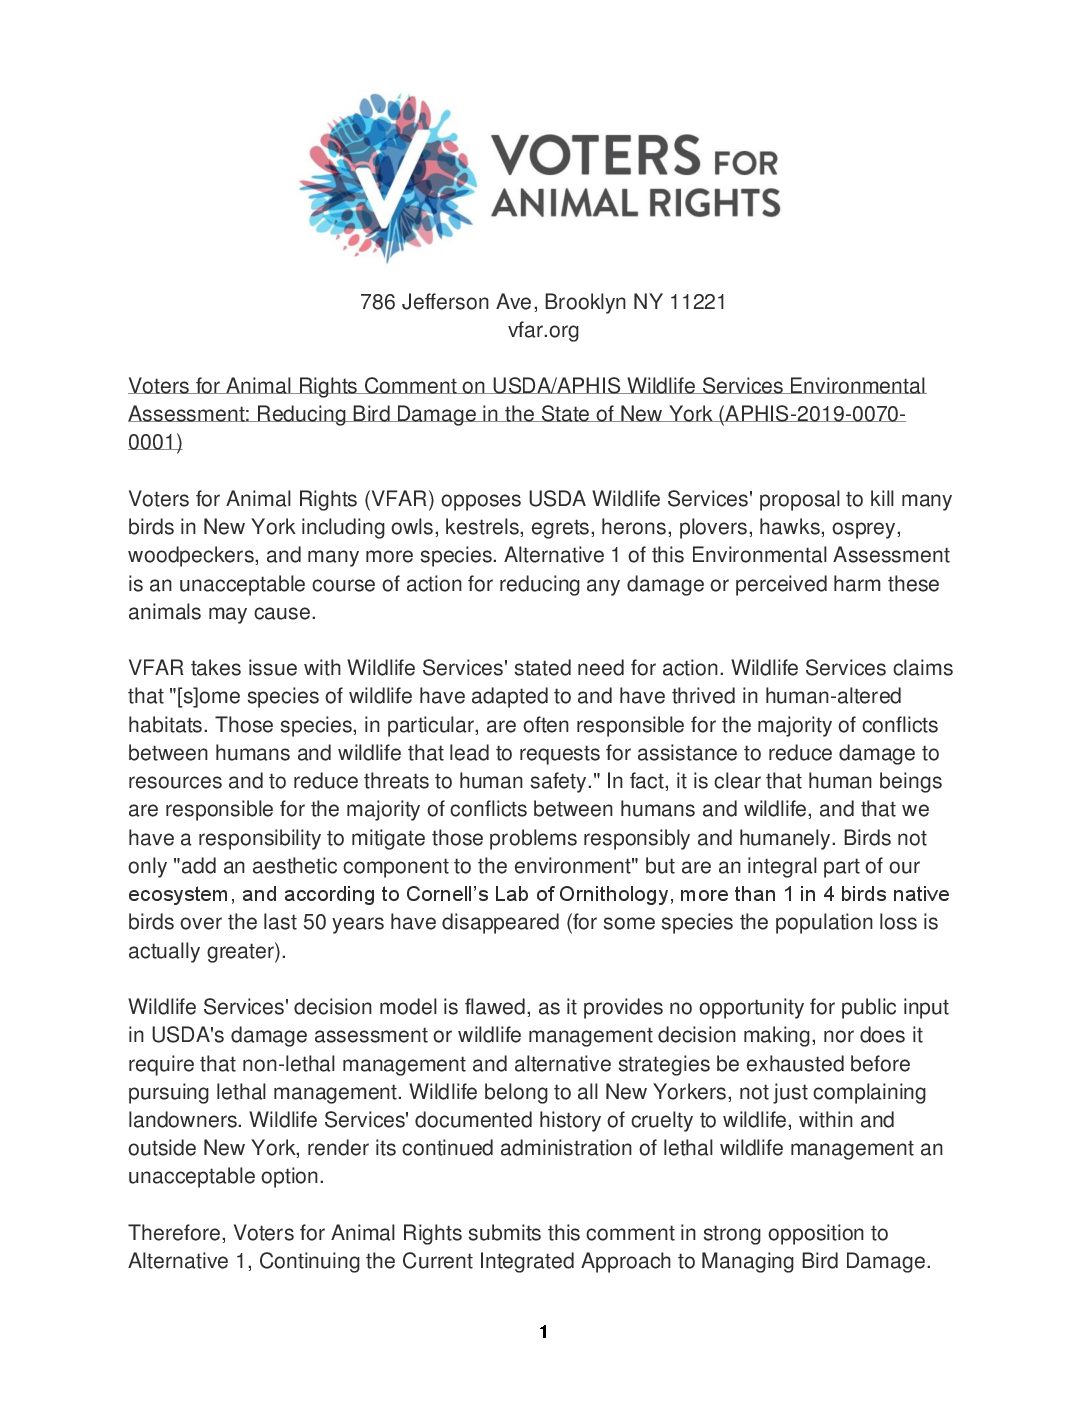 VOTERS FOR
ANIMAL RIGHTS
786 Jefferson Ave, Brooklyn NY 11221
vfar.org
Voters for Animal Rights Comment on USDA/APHIS Wildlife Services Environmental
Assessment: Reducing Bird Damage in the State of New York (APHIS-2019-0070-
0001)
Voters for Animal Rights (VFAR) opposes USDA Wildlife Services' proposal to kill many
birds in New York including owls, kestrels, egrets, herons, plovers, hawks, osprey,
woodpeckers, and many more species. Alternative 1 of this Environmental Assessment
is an unacceptable course of action for reducing any damage or perceived harm these
animals may cause.
VFAR takes issue with Wildlife Services' stated need for action. Wildlife Services claims
that "[s]ome species of wildlife have adapted to and have thrived in human-altered
habitats. Those species, in particular, are often responsible for the majority of conflicts
between humans and wildlife that lead to requests for assistance to reduce damage to
resources and to reduce threats to human safety." In fact, it is clear that human beings
are responsible for the majority of conflicts between humans and wildlife, and that we
have a responsibility to mitigate those problems responsibly and humanely. Birds not
only "add an aesthetic component to the environment" but are an integral part of our
ecosystem, and according to Cornell’s Lab of Ornithology, more than 1 in 4 birds native
birds over the last 50 years have disappeared (for some species the population loss is
actually greater).
Wildlife Services' decision model is flawed, as it provides no opportunity for public input
in USDA's damage assessment or wildlife management decision making, nor does it
require that non-lethal management and alternative strategies be exhausted before
pursuing lethal management. Wildlife belong to all New Yorkers, not just complaining
landowners. Wildlife Services' documented history of cruelty to wildlife, within and
outside New York, render its continued administration of lethal wildlife management an
unacceptable option.
Therefore, Voters for Animal Rights submits this comment in strong opposition to
Alternative 1, Continuing the Current Integrated Approach to Managing Bird Damage.
1